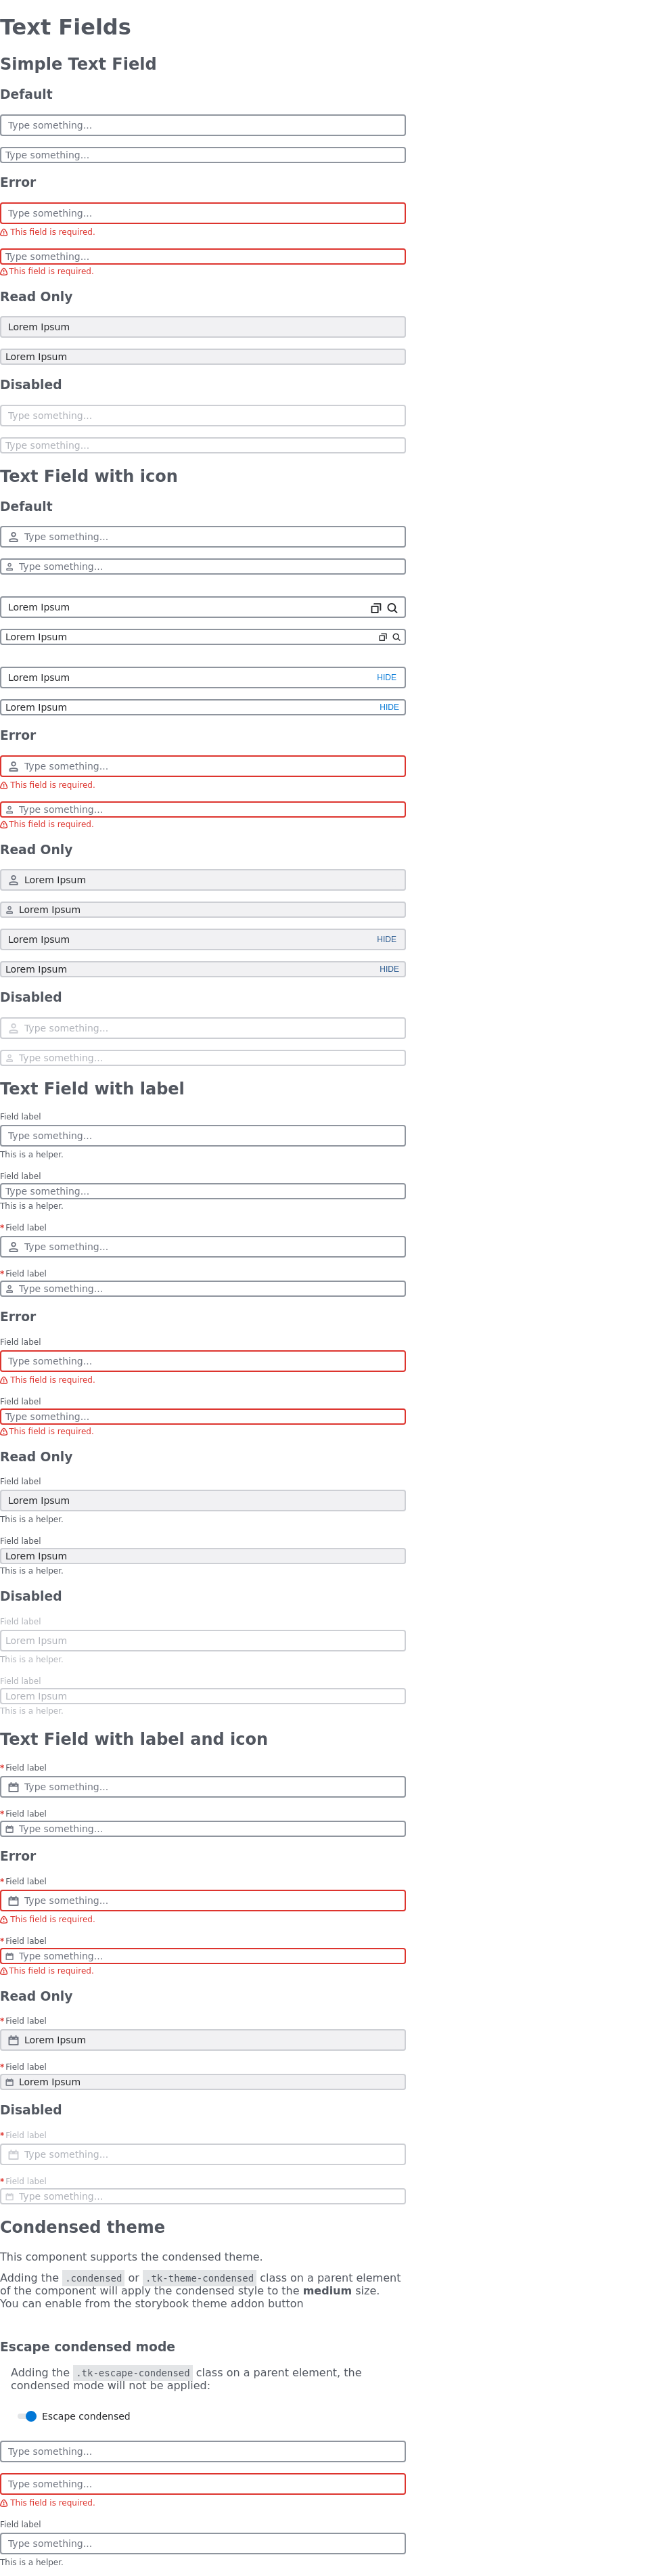 Text Fields
Simple Text Field
Default
Type something...
Type something...
Error
Type something...
This field is required.
Type something...
This field is required.
Read Only
Lorem Ipsum
Lorem Ipsum
Disabled
Type something...
Type something...
Text Field with icon
Default
Type something...
Type something...
Lorem Ipsum
Lorem Ipsum
Lorem Ipsum HIDE
Lorem Ipsum HIDE
Error
Type something...
This field is required.
Type something...
This field is required.
Read Only
Lorem Ipsum
Lorem Ipsum
Lorem Ipsum HIDE
Lorem Ipsum HIDE
Disabled
Type something...
Type something...
Text Field with label
Field label
Type something...
This is a helper.
Field label
Type something...
This is a helper.
* Field label
Type something...
* Field label
Type something...
Error
Field label
Type something...
This field is required.
Field label
Type something...
This field is required.
Read Only
Field label
Lorem Ipsum
This is a helper.
Field label
Lorem Ipsum
This is a helper.
Disabled
Field label
Lorem Ipsum
This is a helper.
Field label
Lorem Ipsum
This is a helper.
Text Field with label and icon
* Field label
Type something...
* Field label
Type something...
Error
* Field label
Type something...
This field is required.
* Field label
Type something...
This field is required.
Read Only
* Field label
Lorem Ipsum
* Field label
Lorem Ipsum
Disabled
* Field label
Type something...
* Field label
Type something...
Condensed theme
This component supports the condensed theme.
Adding the .condensed or .tk-theme-condensed class on a parent element
of the component will apply the condensed style to the medium size.
You can enable from the storybook theme addon button
Escape condensed mode
Adding the .tk-escape-condensed class on a parent element, the
condensed mode will not be applied:
Escape condensed
Type something...
Type something...
This field is required.
Field label
Type something...
This is a helper.